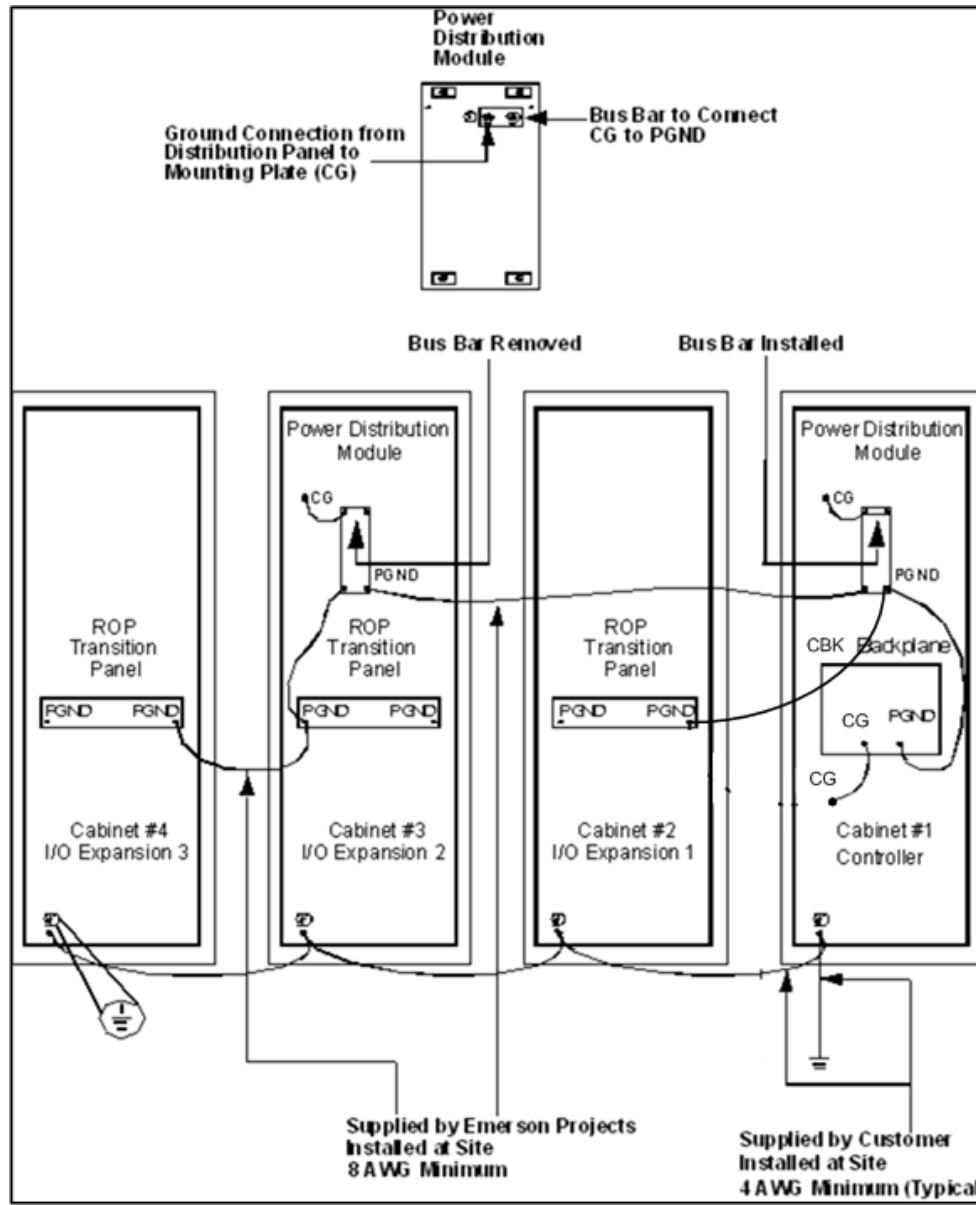 Power
Distribution
Module
Bus Bar to Connect
CG to PGND
Ground Connection from
Distribution Panel to
Mounting Plate (CG)
Bus Bar Removed
Bus Bar Installed
Power Distribution
Module
CG
PGND
Power Distribution
Module
CG
PGND
ROP
Transition
Panel
PGND PGND
ROP
Transition
Panel
PGND PGND
ROP
Transition
Panel
PGND PGND
CBK Backplane
CG PGND
CG
Cabinet #4
I/O Expansion 3
Cabinet #3
I/O Expansion 2
Cabinet #2
I/O Expansion 1
Cabinet #1
Controller
Supplied by Emerson Projects
Installed at Site
8 AWG Minimum
Supplied by Customer
Installed at Site
4 AWG Minimum (Typical